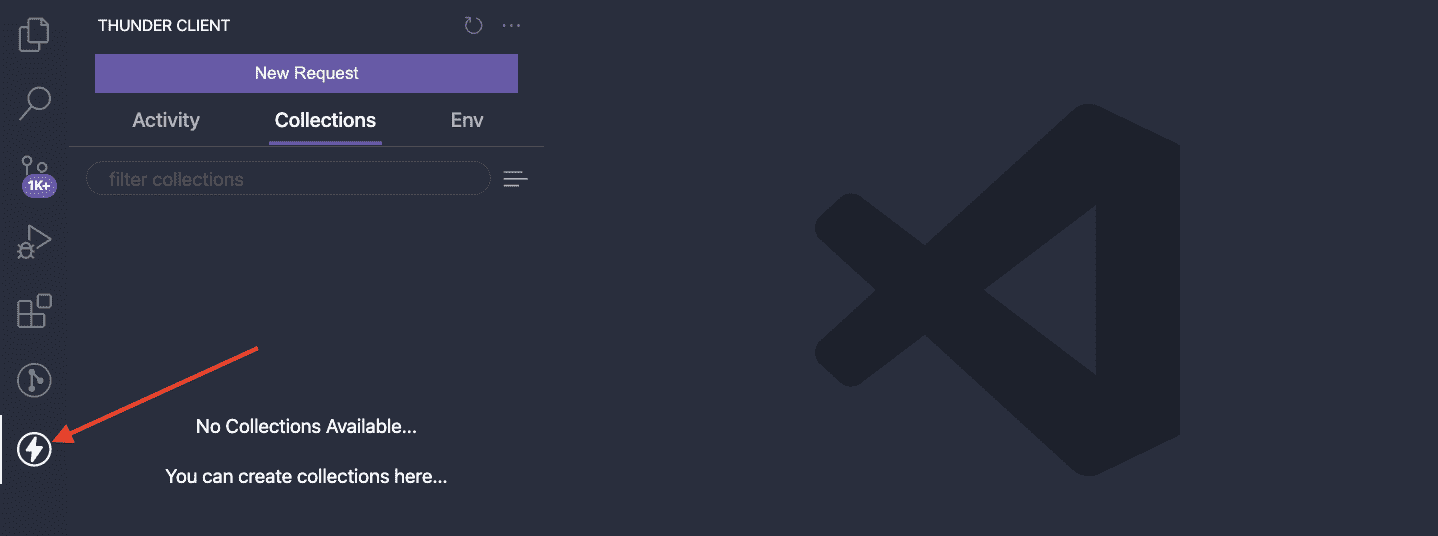 THUNDER CLIENT
New Request
Activity Collections Env
filter collections
1K+
No Collections Available...
You can create collections here...